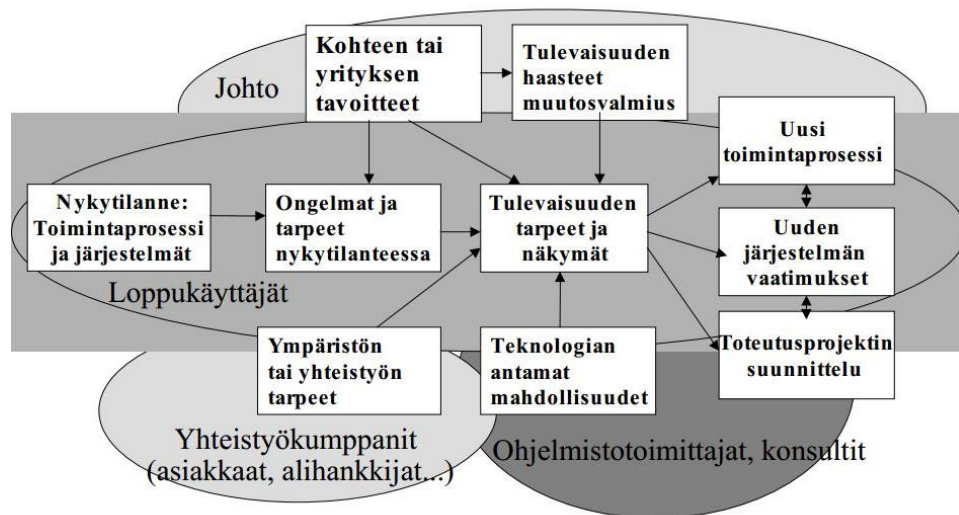 Kohteen tai
yrityksen
tavoitteet
Tulevaisuuden
haasteet
muutosvalmius
Johto
Uusi
toimintaprosessi
Nykytilanne:
Toimintaprosessi
ja järjestelmät
Ongelmat ja
tarpeet
nykytilanteessa
Tulevaisuuden
tarpeet ja
näkymät
Uuden
järjestelmän
vaatimukset
Loppukäyttäjät
Ympäristön
tai yhteistyön
tarpeet
Teknologian
antamat
mahdollisuudet
Toteutusprojektin
suunnittelu
Yhteistyökumppanit
(asiakkaat, alihankkijat...)
Ohjelmistotoimittajat, konsultit